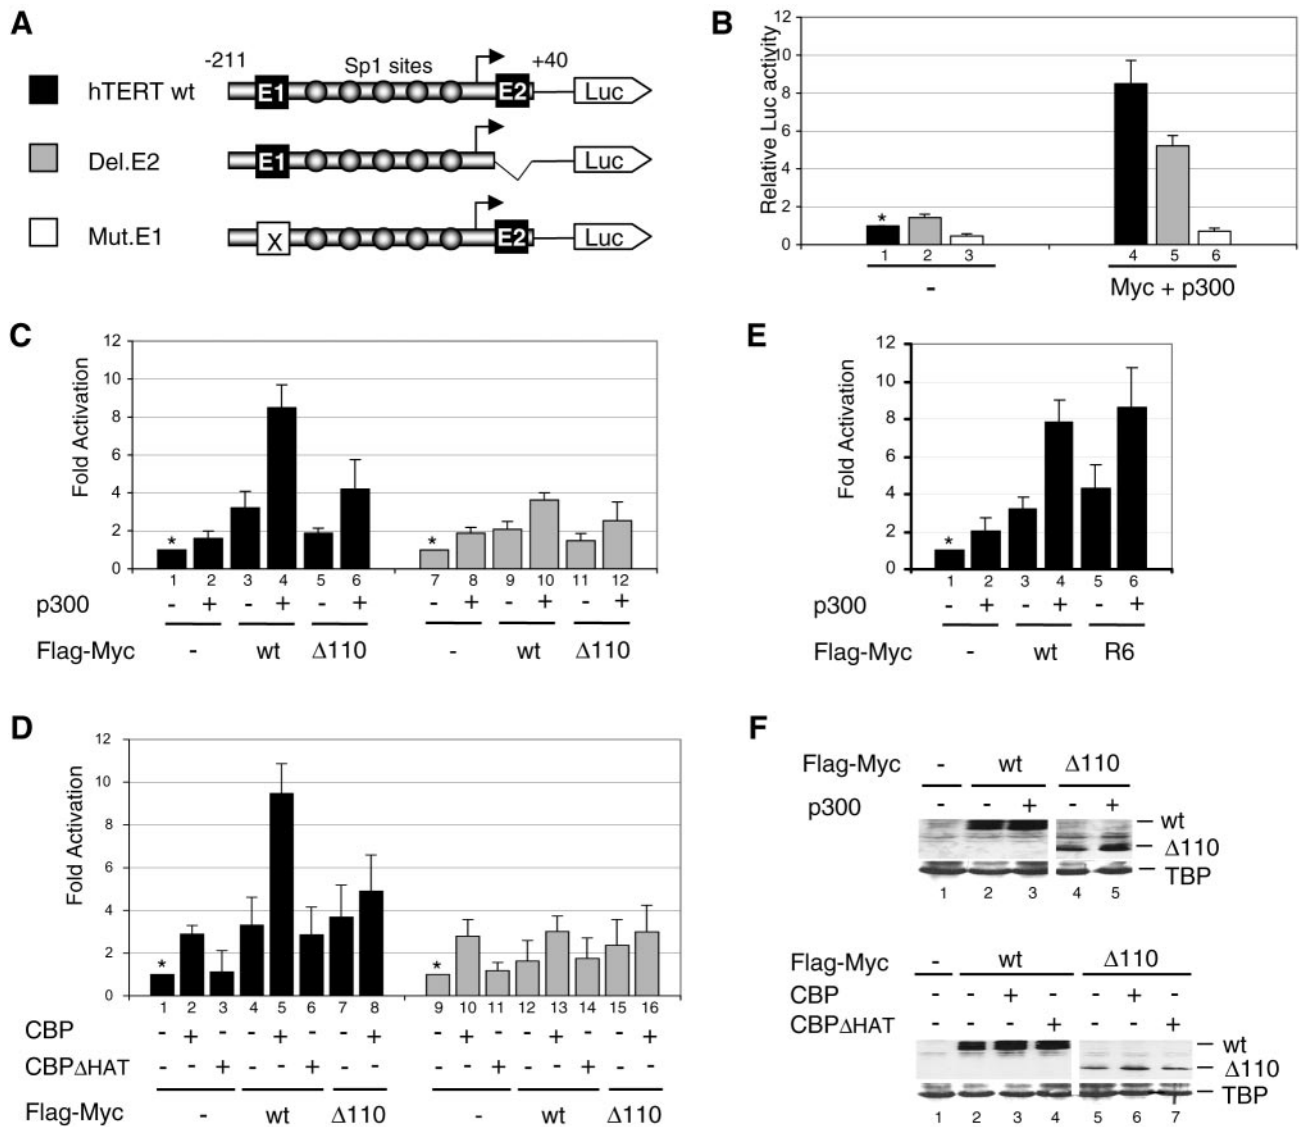 A
-211
Sp1 sites
+40
hTERT wt
E1
E2
Luc
Del.E2
E1
Luc
Mut.E1
X
E2
Luc
B
Relative Luc activity
12
10
8
6
4
2
0
*
1 2 3 4 5 6
- Myc + p300
C
Fold Activation
12
10
8
6
4
2
0
* *
1 2 3 4 5 6 7 8 9 10 11 12
p300 - + - + - + - + - + - +
Flag-Myc - wt Δ110 - wt Δ110
E
Fold Activation
12
10
8
6
4
2
0
*
1 2 3 4 5 6
p300 - + - + - +
Flag-Myc - wt R6
D
Fold Activation
12
10
8
6
4
2
0
* *
1 2 3 4 5 6 7 8 9 10 11 12 13 14 15 16
CBP - + - - + - - + - + - - + - - +
CBPΔHAT - - + - - + - - - - + - - + - -
Flag-Myc - wt Δ110 - wt Δ110
F
Flag-Myc - wt Δ110
p300 - - + - +
wt
Δ110
TBP
1 2 3 4 5
Flag-Myc - wt Δ110
CBP - - + - - + -
CBPΔHAT - - - + - - +
wt
Δ110
TBP
1 2 3 4 5 6 7